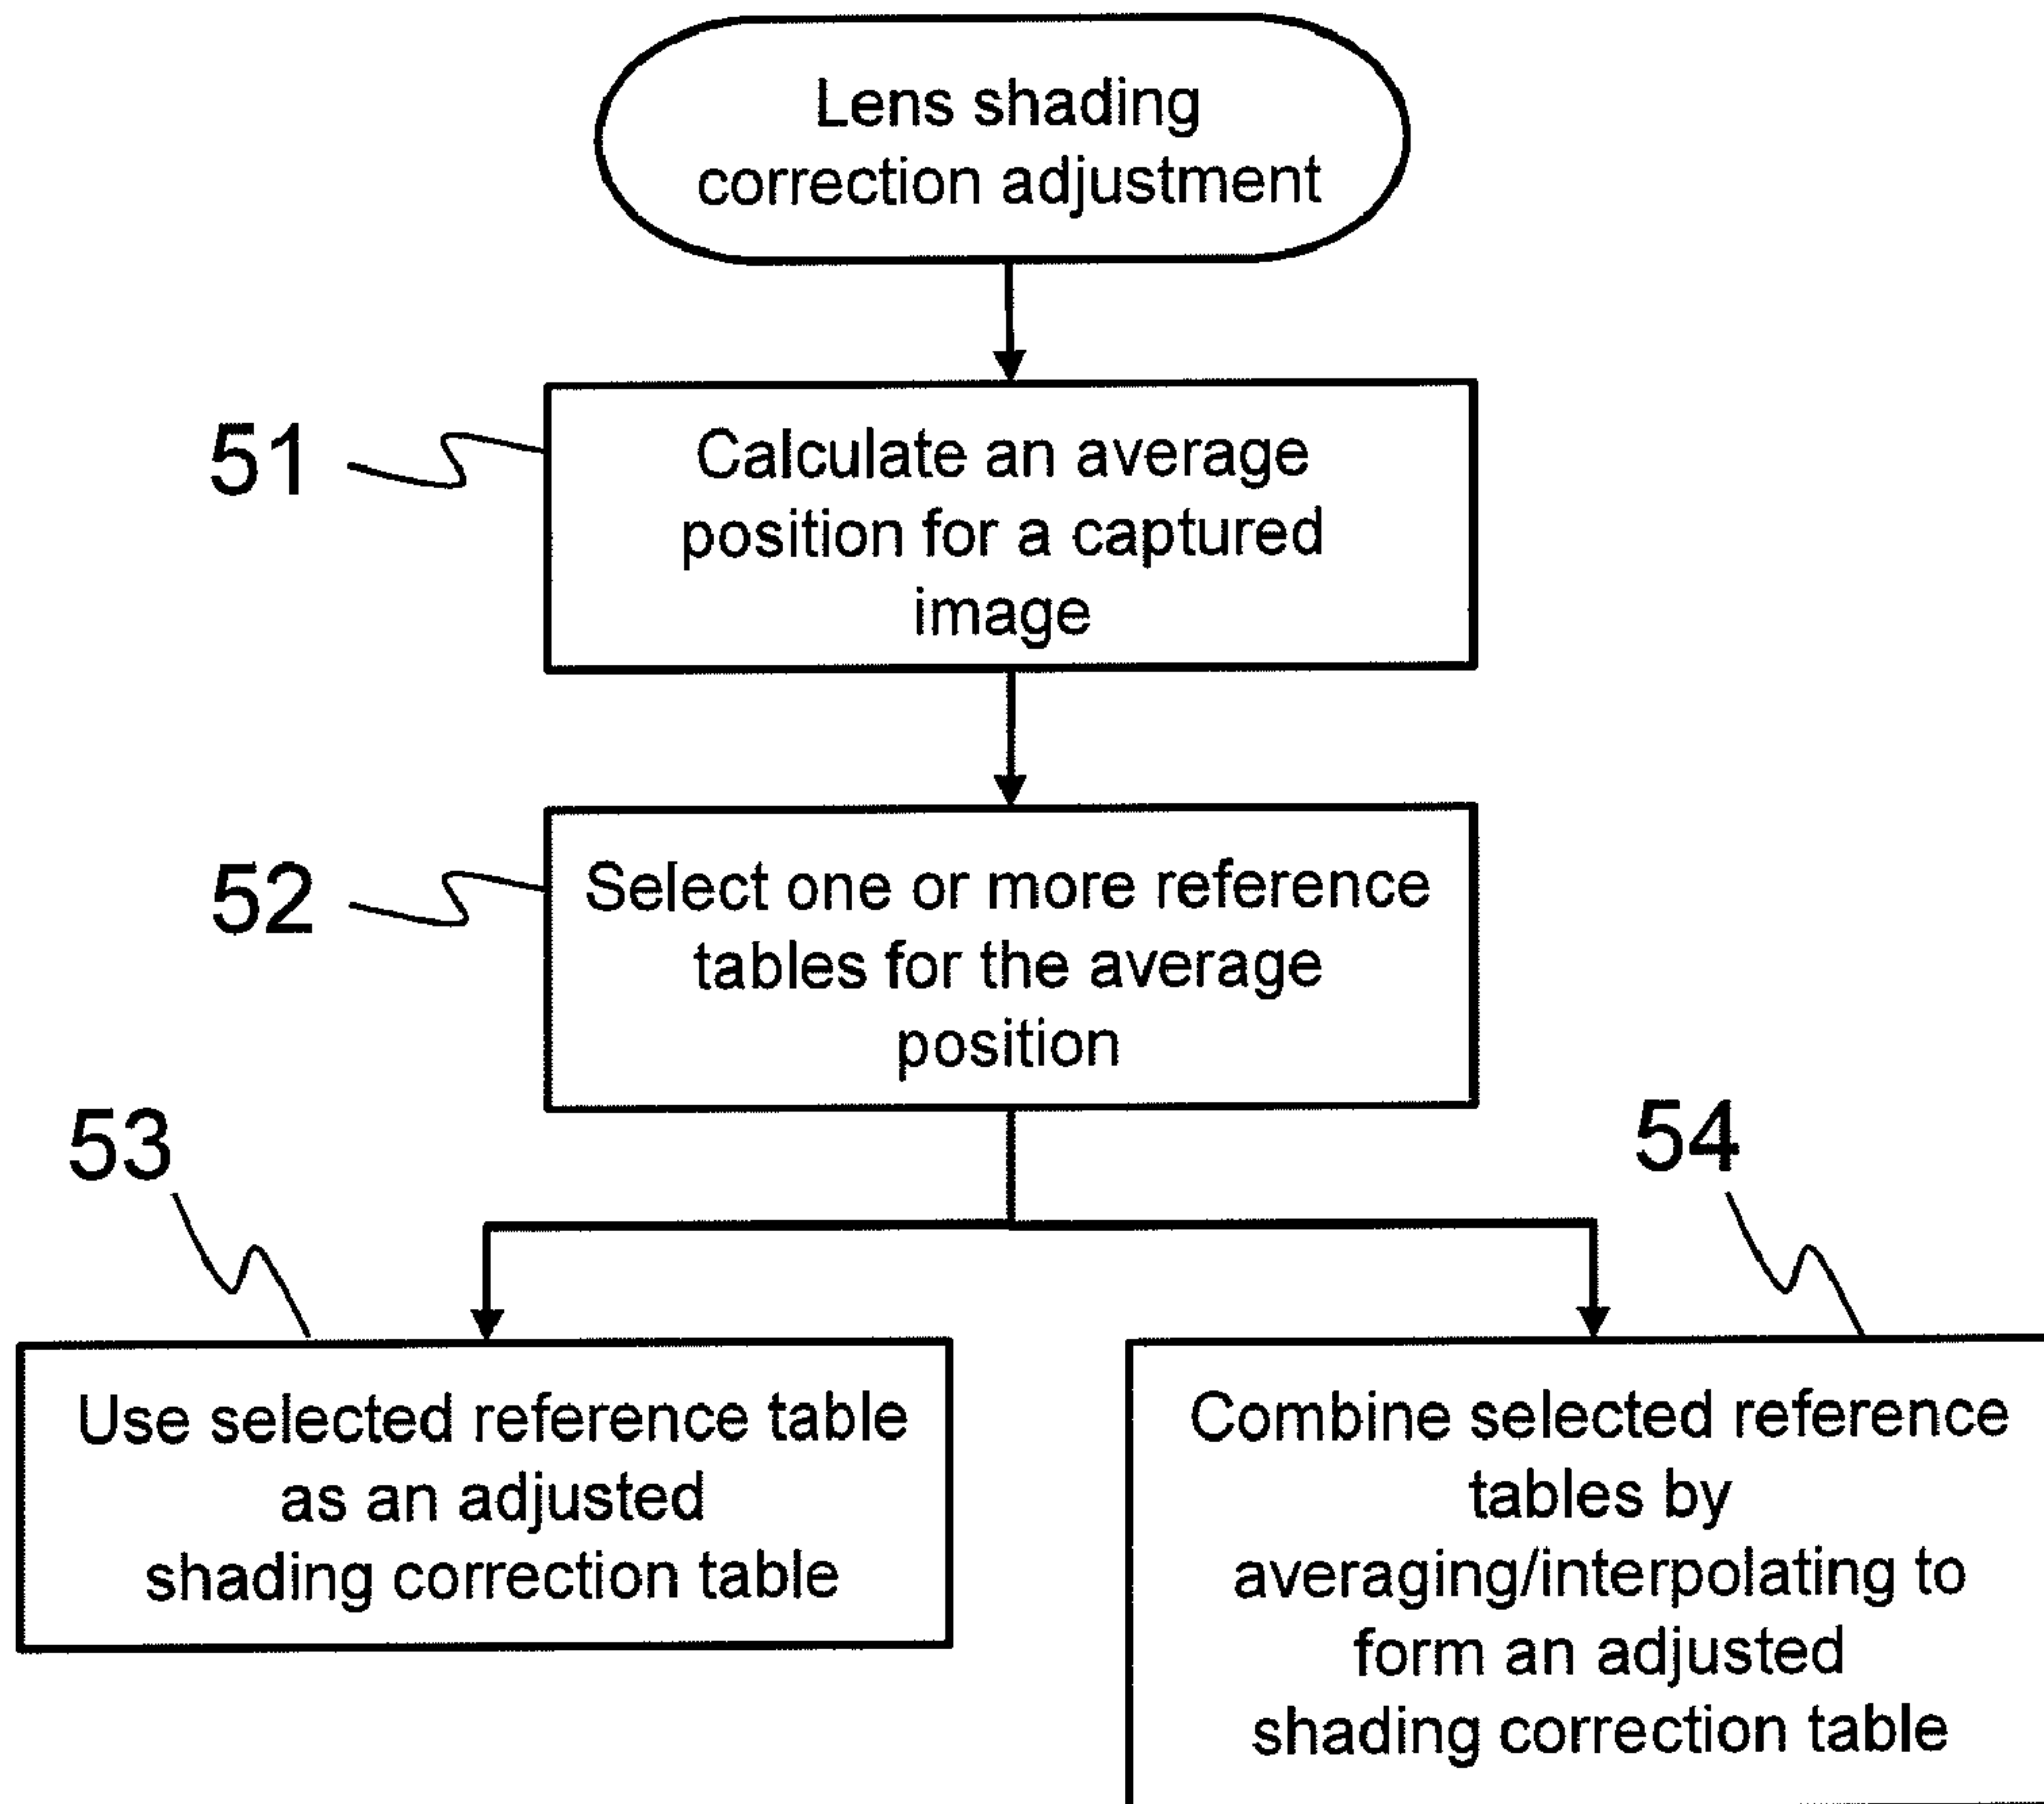 Lens shading
correction adjustment
51
Calculate an average
position for a captured
image
52
Select one or more reference
tables for the average
position
53
54
Use selected reference table
as an adjusted
shading correction table
Combine selected reference
tables by
averaging/interpolating to
form an adjusted
shading correction table